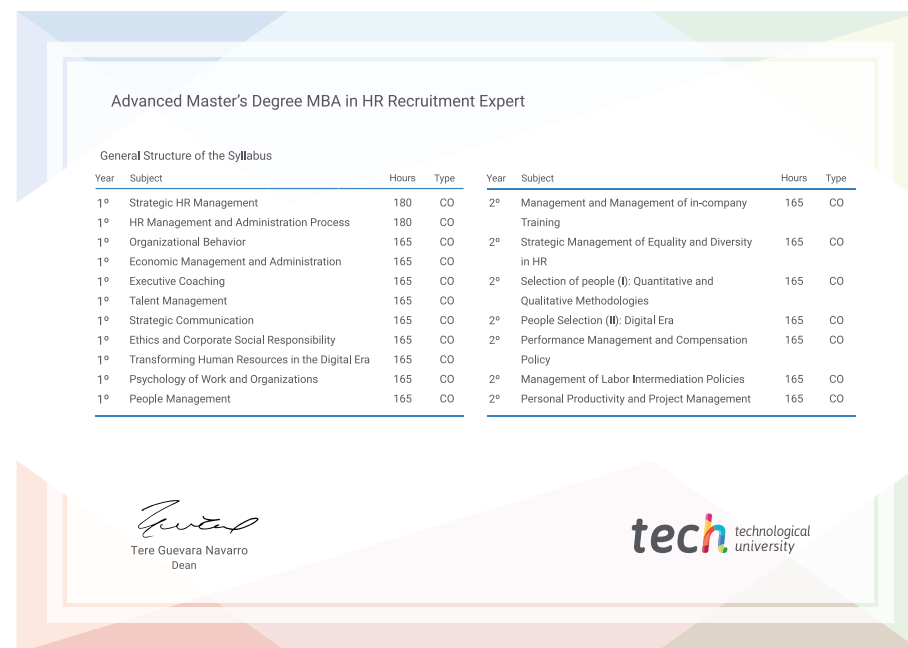 Advanced Master's Degree MBA in HR Recruitment Expert
General Structure of the Syllabus
Year Subject Hours Type
1º Strategic HR Management 180 CO
1º HR Management and Administration Process 180 CO
1º Organizational Behavior 165 CO
1º Economic Management and Administration 165 CO
1º Executive Coaching 165 CO
1º Talent Management 165 CO
1º Strategic Communication 165 CO
1º Ethics and Corporate Social Responsibility 165 CO
1º Transforming Human Resources in the Digital Era 165 CO
1º Psychology of Work and Organizations 165 CO
1º People Management 165 CO
Year Subject Hours Type
2º Management and Management of in-company 165 CO
Training
2º Strategic Management of Equality and Diversity 165 CO
in HR
2º Selection of people (I): Quantitative and 165 CO
Qualitative Methodologies
2º People Selection (II): Digital Era 165 CO
2º Performance Management and Compensation 165 CO
Policy
2º Management of Labor Intermediation Policies 165 CO
2º Personal Productivity and Project Management 165 CO
Tere Guevara Navarro
Dean
tech technological
university